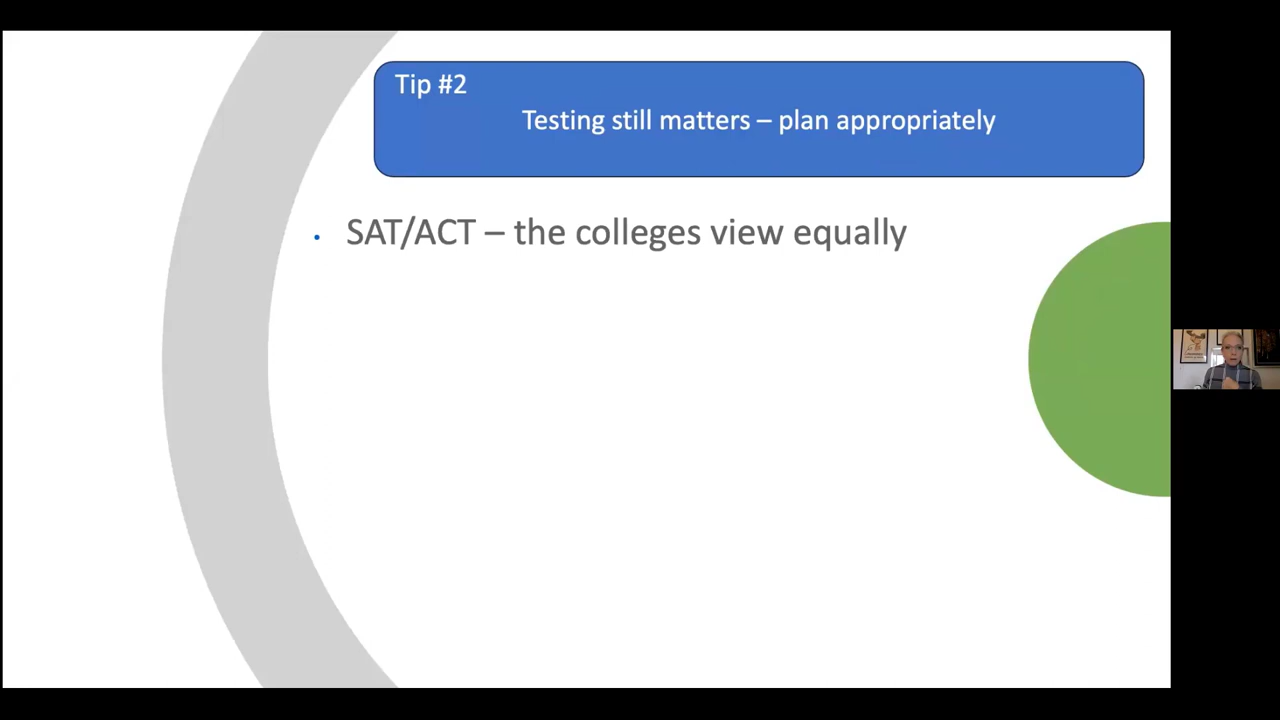 Tip #2
Testing still matters – plan appropriately
• SAT/ACT – the colleges view equally